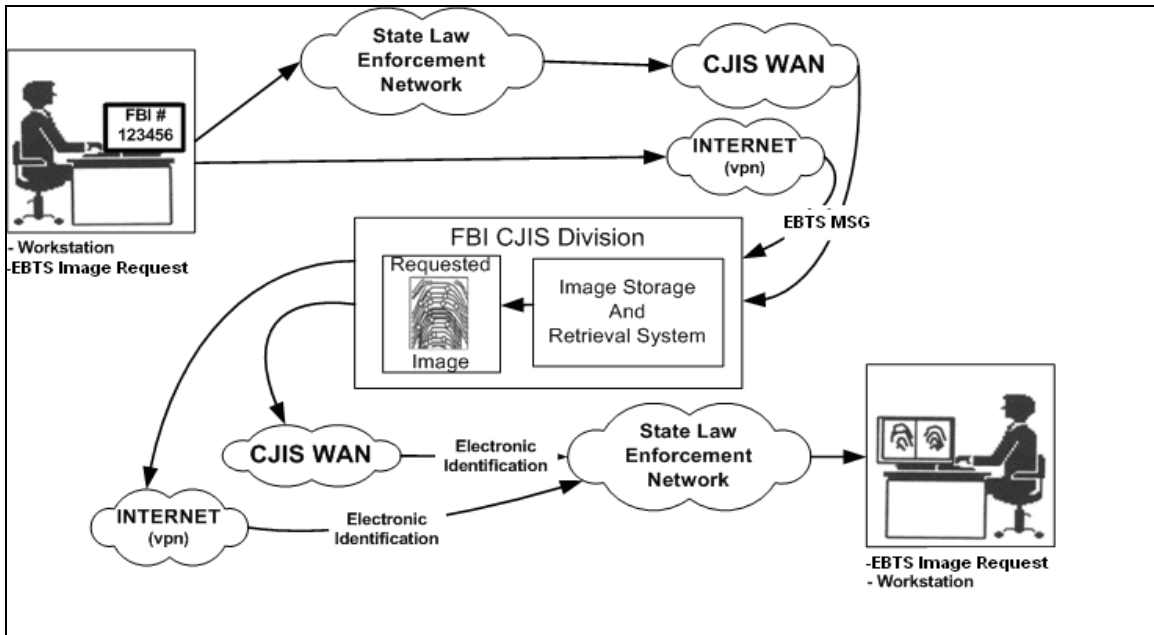 State Law
Enforcement
Network
CJIS WAN
FBI #
123456
INTERNET
(vpn)
EBTS MSG
- Workstation
-EBTS Image Request
FBI CJIS Division
Requested
Image
Image Storage
And
Retrieval System
CJIS WAN
Electronic
Identification
State Law
Enforcement
Network
INTERNET
(vpn)
Electronic
Identification
-EBTS Image Request
- Workstation